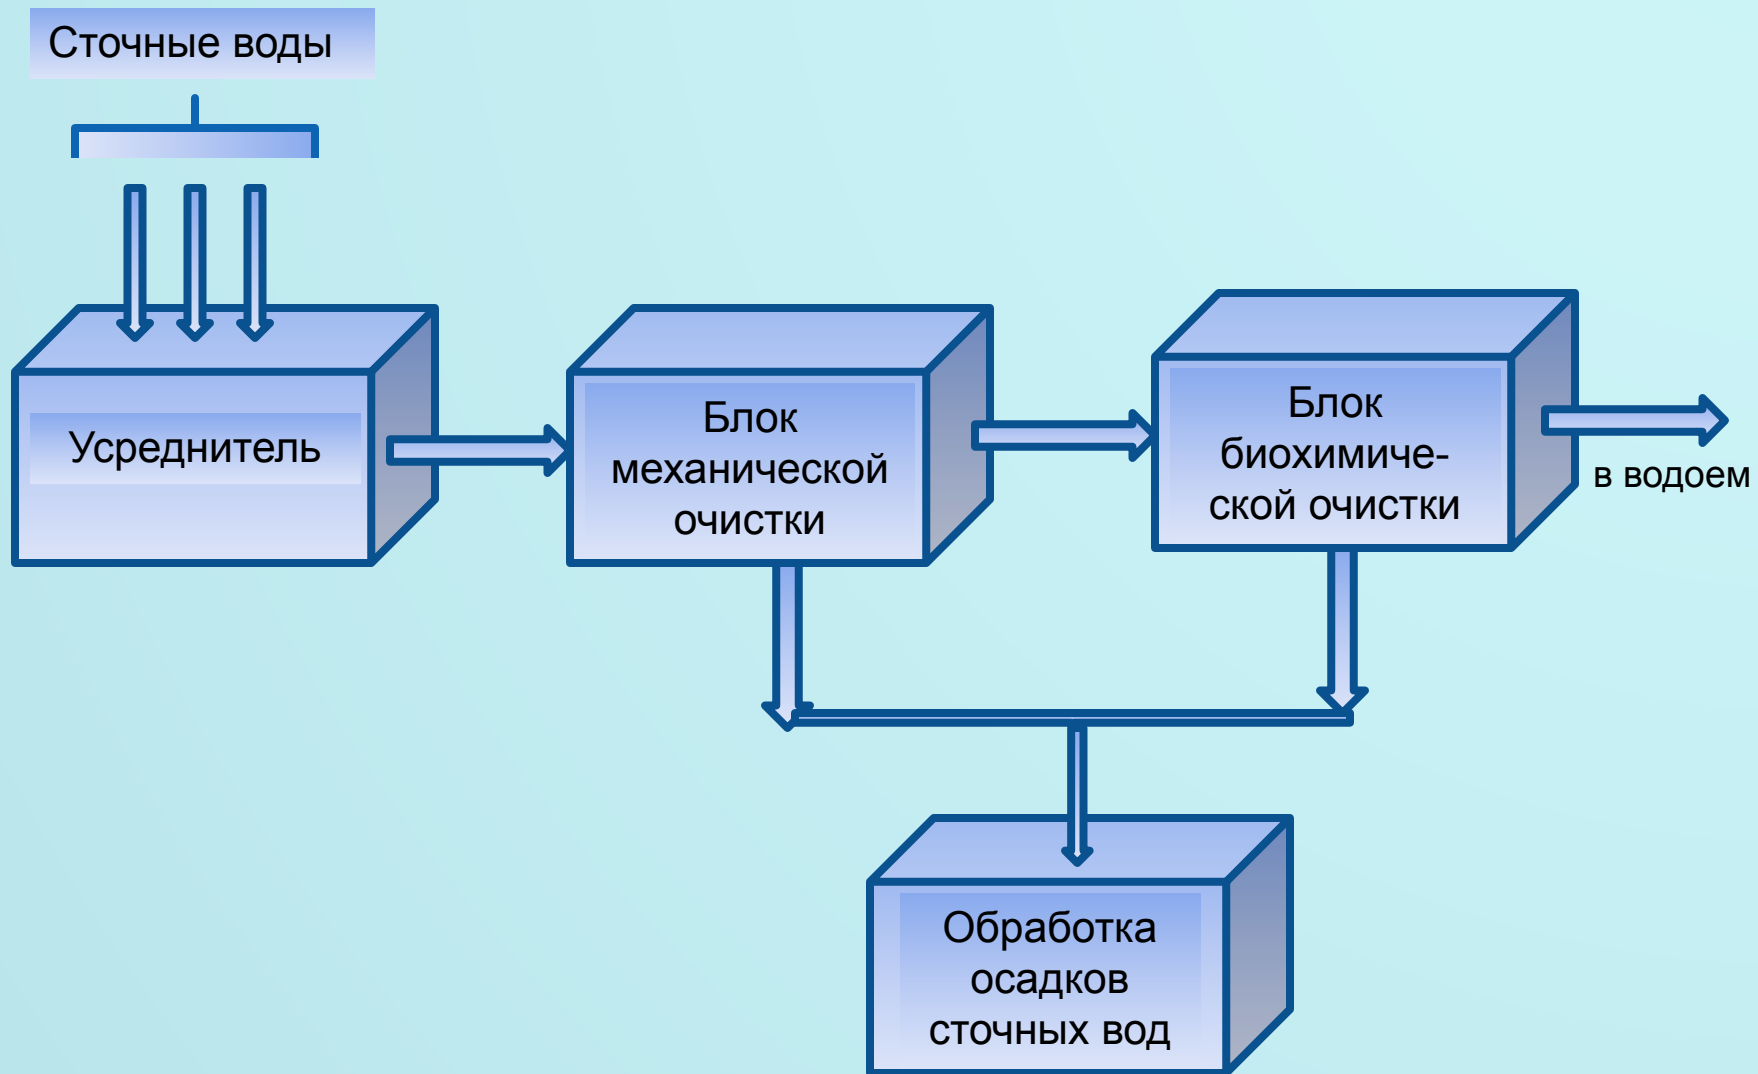 Сточные воды
Усреднитель
Блок
механической
очистки
Блок
биохимиче-
ской очистки
в водоем
Обработка
осадков
сточных вод